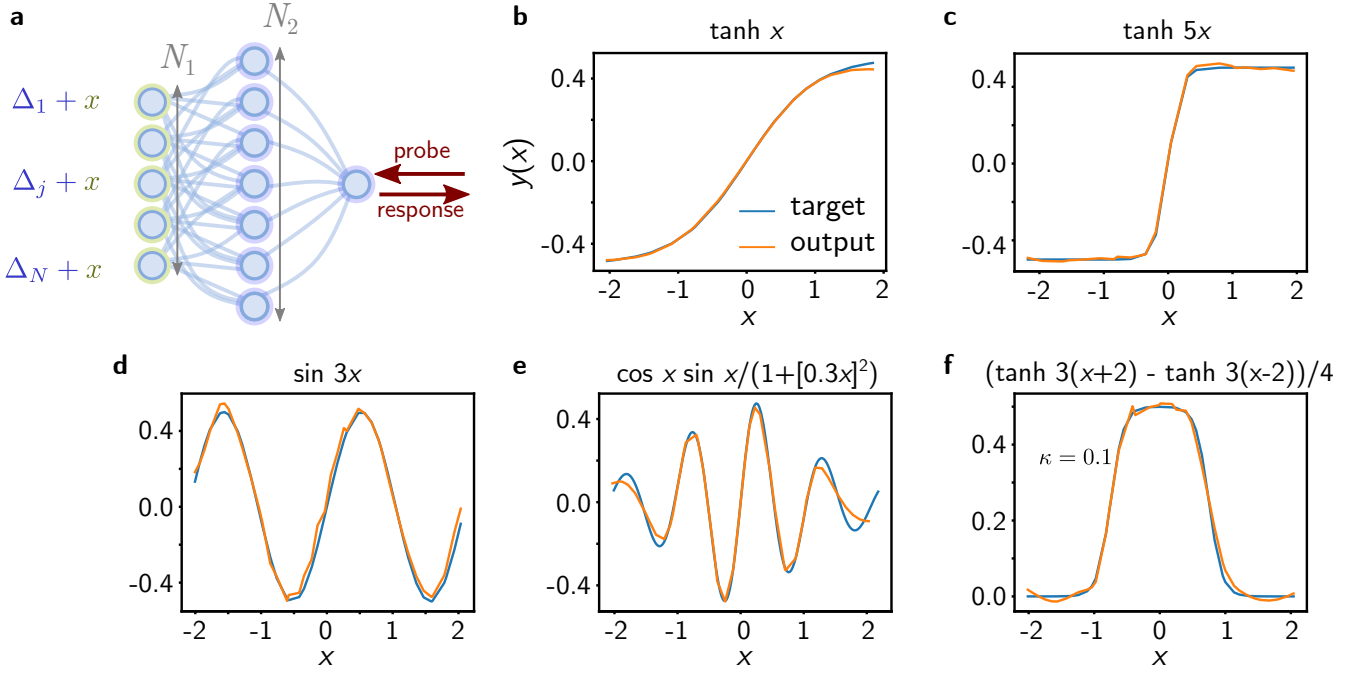 a
N₁
N₂
Δ₁ + x
Δⱼ + x
Δ_N + x
probe
response
b
tanh x
0.4
0.0
-0.4
y(x)
target
output
-2 -1 0 1 2
x
c
tanh 5x
0.4
0.0
-0.4
-2 -1 0 1 2
x
d
sin 3x
0.4
0.0
-0.4
-2 -1 0 1 2
x
e
cos x sin x/(1+[0.3x]²)
0.4
0.0
-0.4
-2 -1 0 1 2
x
f
(tanh 3(x+2) - tanh 3(x-2))/4
0.4
0.2
0.0
κ = 0.1
-2 -1 0 1 2
x